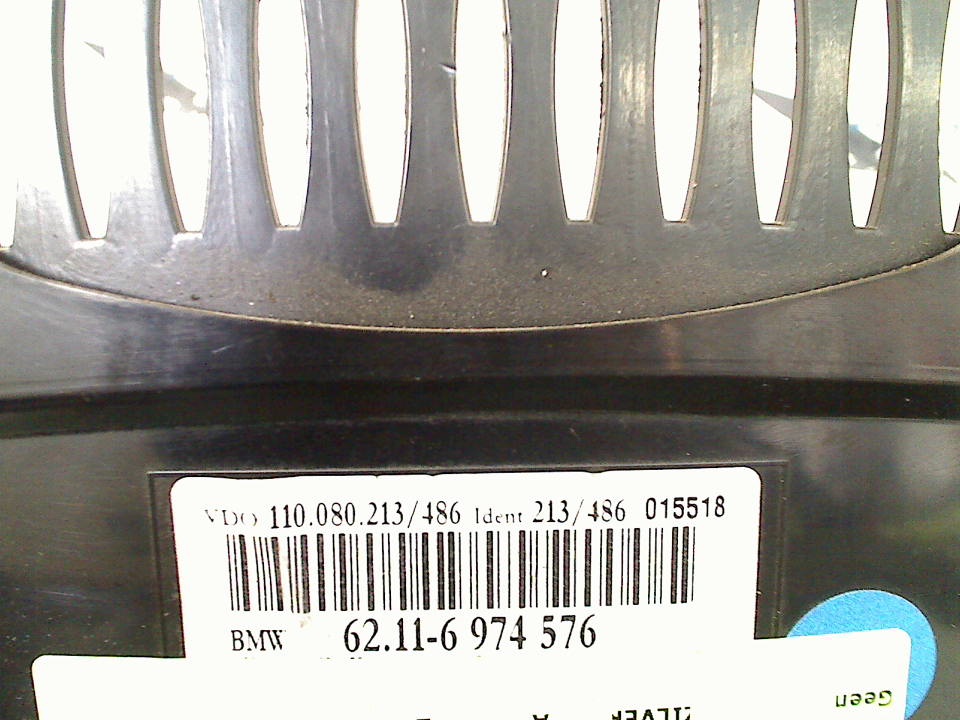 VDO 110.080.213/486 Ident 213/486 015518
BMW 62.11-6 974 576
Geen